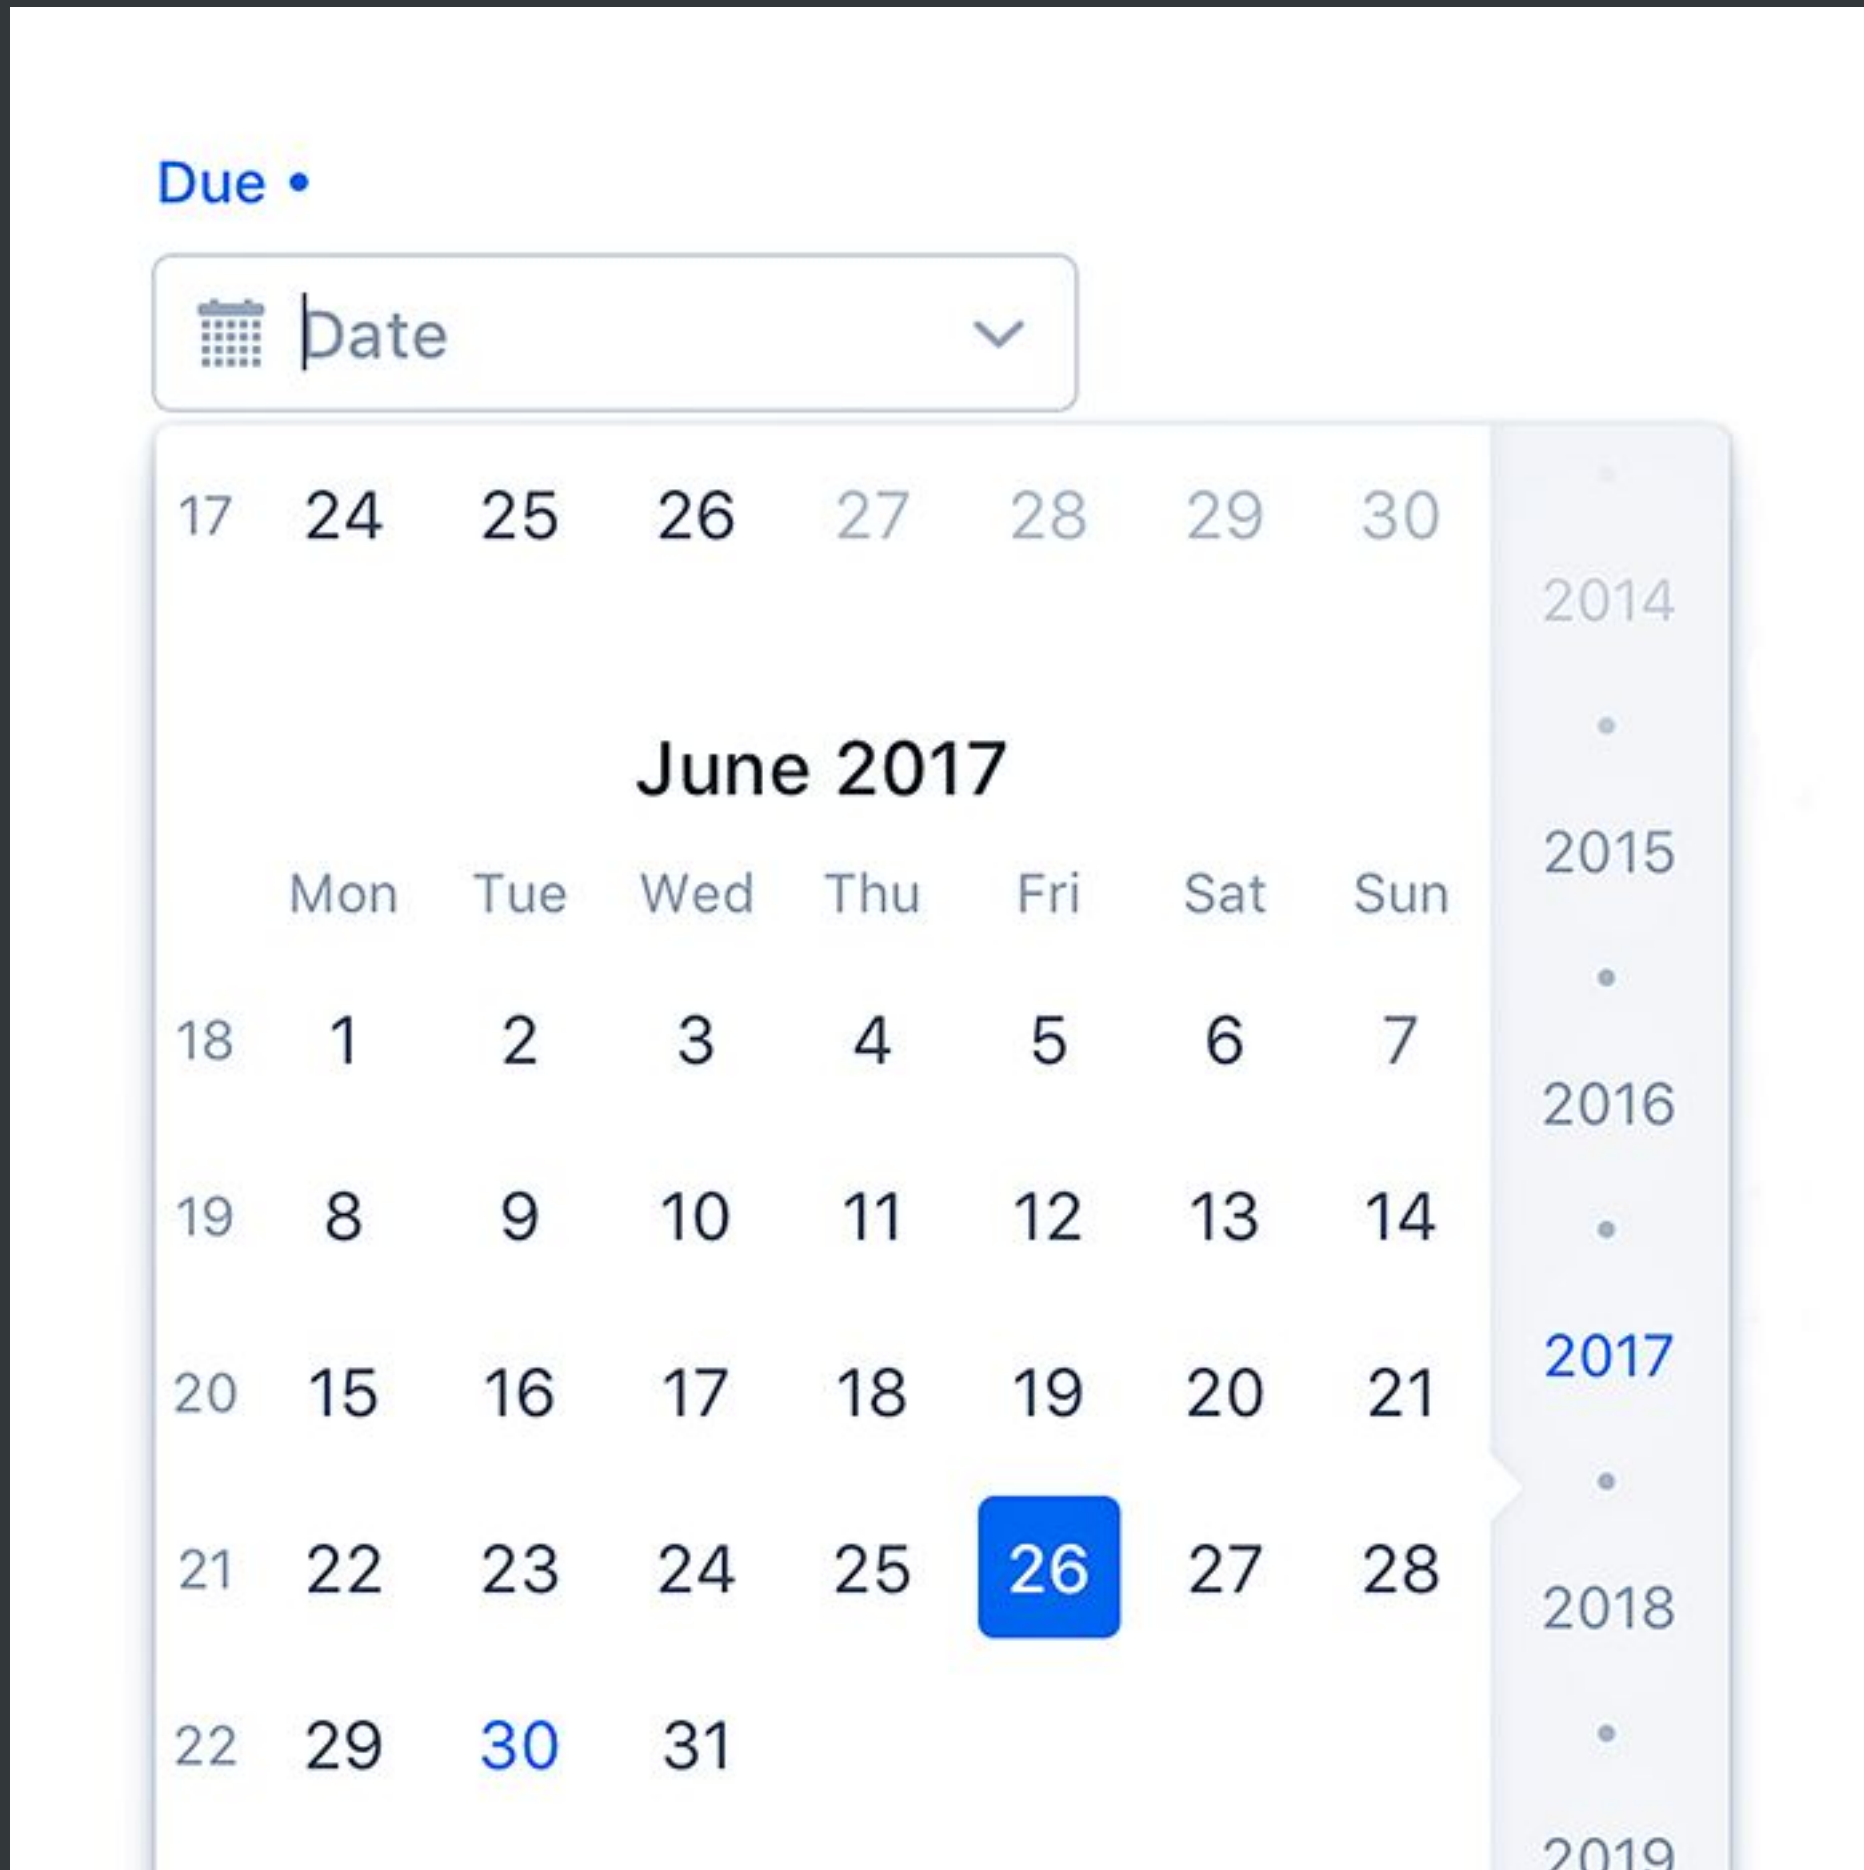 Due •
Date
17 24 25 26 27 28 29 30
2014
June 2017
2015
Mon Tue Wed Thu Fri Sat Sun
18 1 2 3 4 5 6 7
2016
19 8 9 10 11 12 13 14
2017
20 15 16 17 18 19 20 21
21 22 23 24 25 26 27 28
2018
22 29 30 31
2019